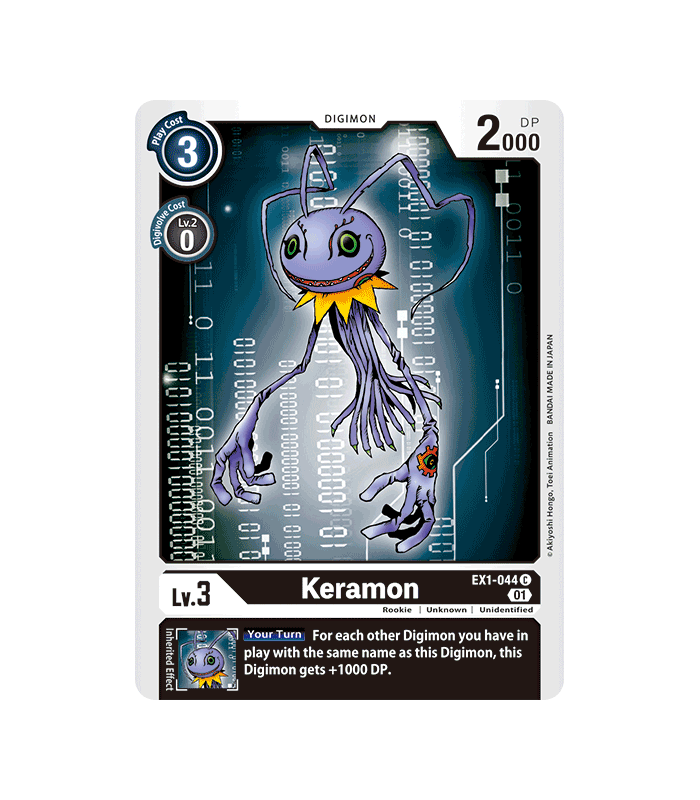 DIGIMON
Play Cost
3
DP
2000
Digivolve Cost
Lv.2
0
© Akiyoshi Hongo, Toei Animation BANDAI MADE IN JAPAN
Lv.3
Keramon
EX1-044 C
01
Rookie | Unknown | Unidentified
Inherited Effect
Your Turn For each other Digimon you have in
play with the same name as this Digimon, this
Digimon gets +1000 DP.